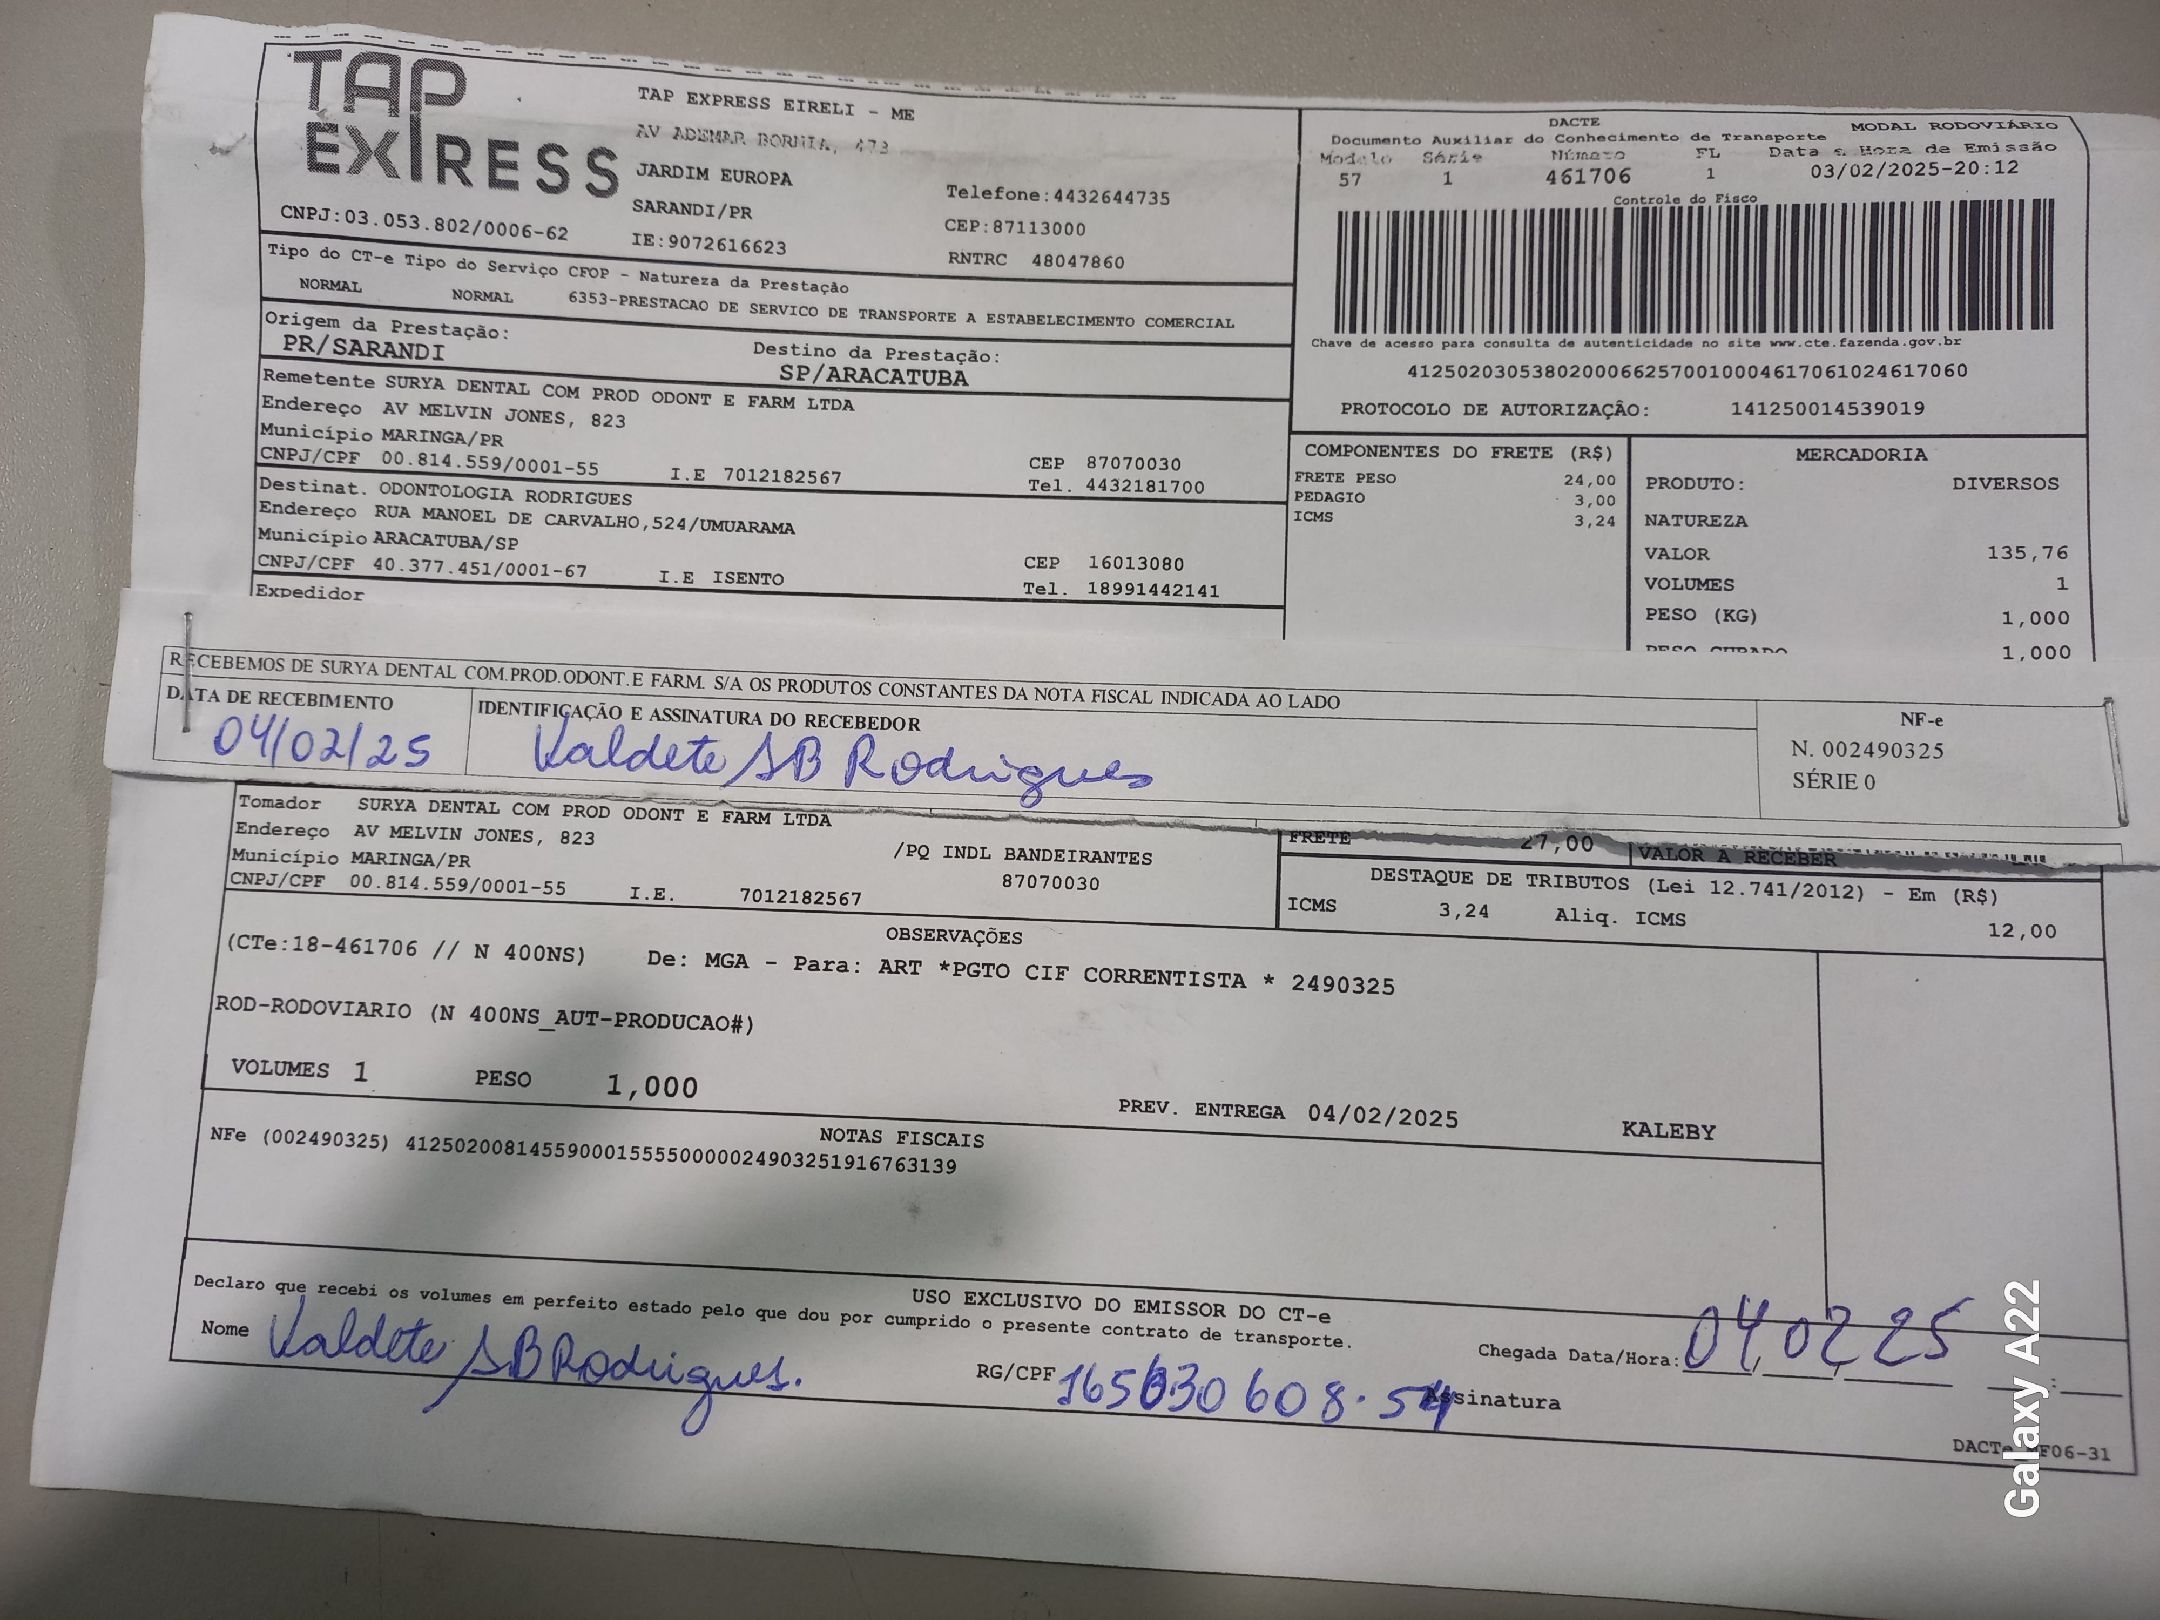 TAP
EXPRESS
TAP EXPRESS EIRELI - ME
AV ADEMAR BORNIA, 473
JARDIM EUROPA
SARANDI/PR
IE:9072616623
Telefone:4432644735
CEP:87113000
RNTRC 48047860
CNPJ:03.053.802/0006-62
DACTE
Documento Auxiliar do Conhecimento de Transporte
MODAL RODOVIÁRIO
Modelo Série Número FL Data e Hora de Emissão
57 1 461706 1 03/02/2025-20:12
Controle do Fisco
Chave de acesso para consulta de autenticidade no site www.cte.fazenda.gov.br
41250203053802000662570010004617061024617060
PROTOCOLO DE AUTORIZAÇÃO: 141250014539019
Tipo do CT-e Tipo do Serviço CFOP - Natureza da Prestação
NORMAL NORMAL 6353-PRESTACAO DE SERVICO DE TRANSPORTE A ESTABELECIMENTO COMERCIAL
Origem da Prestação:
PR/SARANDI
Destino da Prestação:
SP/ARACATUBA
Remetente SURYA DENTAL COM PROD ODONT E FARM LTDA
Endereço AV MELVIN JONES, 823
Município MARINGA/PR
CNPJ/CPF 00.814.559/0001-55 I.E 7012182567
CEP 87070030
Tel. 4432181700
Destinat. ODONTOLOGIA RODRIGUES
Endereço RUA MANOEL DE CARVALHO,524/UMUARAMA
Município ARACATUBA/SP
CNPJ/CPF 40.377.451/0001-67 I.E ISENTO
CEP 16013080
Tel. 18991442141
Expedidor
COMPONENTES DO FRETE (R$)
FRETE PESO 24,00
PEDAGIO 3,00
ICMS 3,24
MERCADORIA
PRODUTO: DIVERSOS
NATUREZA
VALOR 135,76
VOLUMES 1
PESO (KG) 1,000
PESO CUBADO 1,000
RECEBEMOS DE SURYA DENTAL COM.PROD.ODONT.E FARM. S/A OS PRODUTOS CONSTANTES DA NOTA FISCAL INDICADA AO LADO
DATA DE RECEBIMENTO
04/02/25
IDENTIFICAÇÃO E ASSINATURA DO RECEBEDOR
Valdete SB Rodrigues
NF-e
N. 002490325
SÉRIE 0
Tomador SURYA DENTAL COM PROD ODONT E FARM LTDA
Endereço AV MELVIN JONES, 823
Município MARINGA/PR
CNPJ/CPF 00.814.559/0001-55 I.E. 7012182567
/PQ INDL BANDEIRANTES
87070030
FRETE 27,00
VALOR A RECEBER
DESTAQUE DE TRIBUTOS (Lei 12.741/2012) - Em (R$)
ICMS 3,24 Aliq. ICMS 12,00
OBSERVAÇÕES
(CTe:18-461706 // N 400NS) De: MGA - Para: ART *PGTO CIF CORRENTISTA * 2490325
ROD-RODOVIARIO (N 400NS_AUT-PRODUCAO#)
VOLUMES 1 PESO 1,000
PREV. ENTREGA 04/02/2025 KALEBY
NOTAS FISCAIS
NFe (002490325) 41250200814559000155550000024903251916763139
USO EXCLUSIVO DO EMISSOR DO CT-e
Declaro que recebi os volumes em perfeito estado pelo que dou por cumprido o presente contrato de transporte.
Nome Valdete SB Rodrigues.
RG/CPF 165 608.54
Chegada Data/Hora: 04 02 25
Assinatura
DACTe F06-31
Galaxy A22